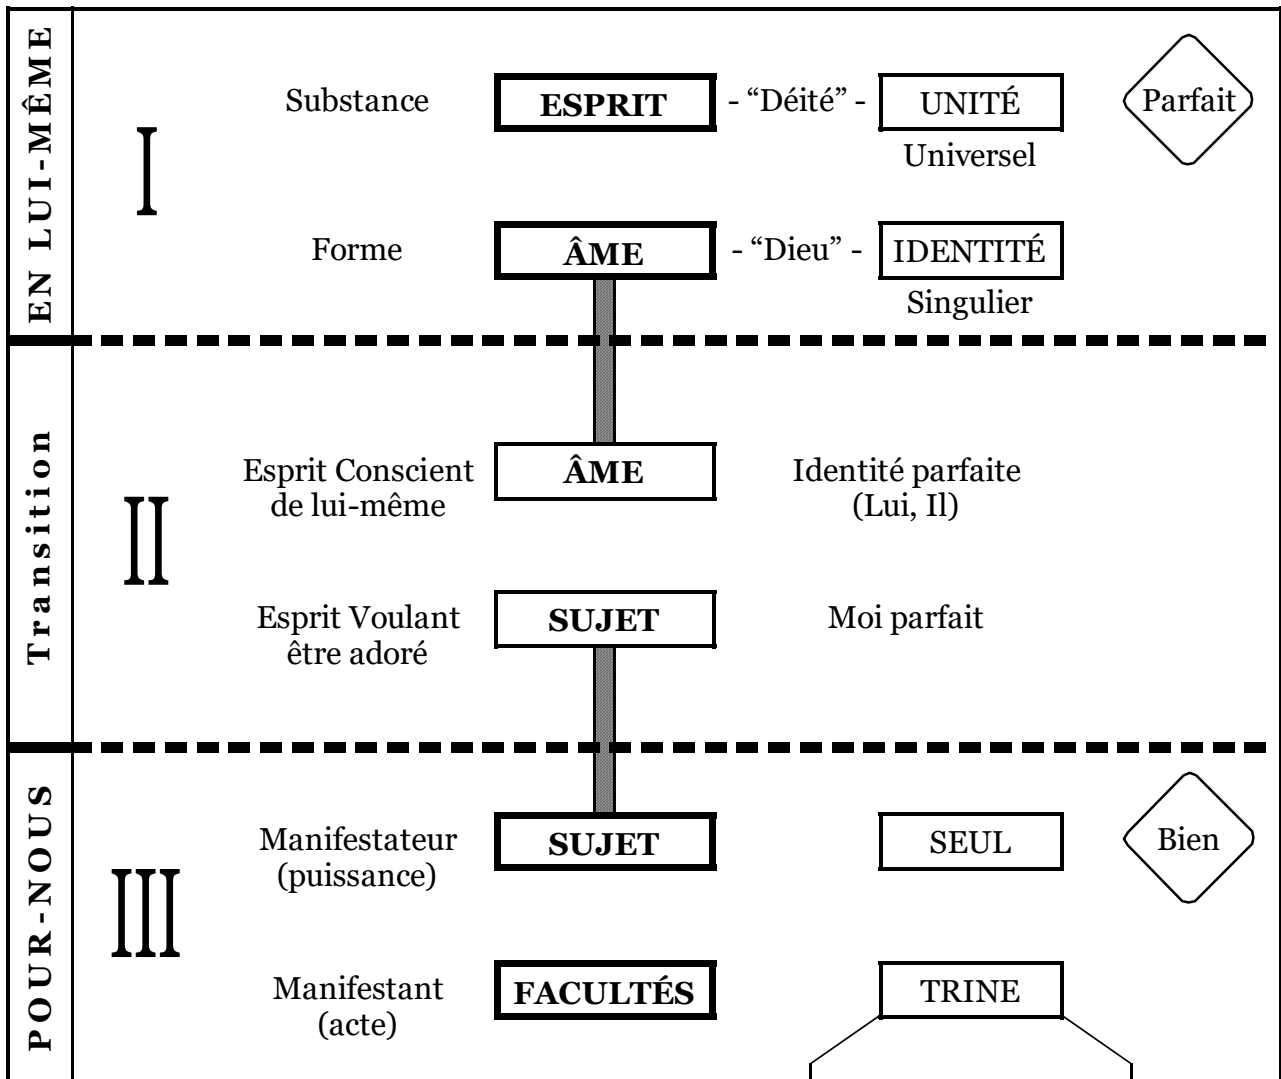 EN LUI-MÊME
I
Substance
ESPRIT
- “Déité” -
UNITÉ
Universel
Parfait
Forme
ÂME
- “Dieu” -
IDENTITÉ
Singulier
Transition
II
Esprit Conscient
de lui-même
ÂME
Identité parfaite
(Lui, Il)
Esprit Voulant
être adoré
SUJET
Moi parfait
POUR-NOUS
III
Manifestateur
(puissance)
SUJET
SEUL
Bien
Manifestant
(acte)
FACULTÉS
TRINE